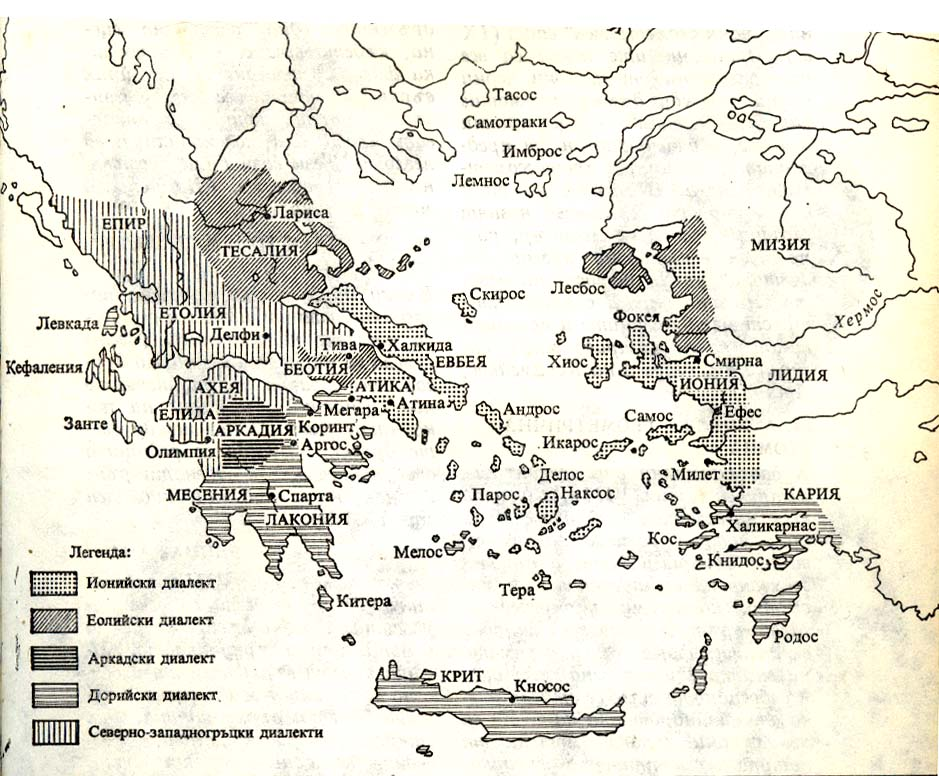 Тасос
Самотраки
Имброс
Лемнос
ЕПИР
Лариса
ТЕСАЛИЯ
МИЗИЯ
Лесбос
Скирос
Хермос
Левкада
ЕТОЛИЯ
Делфи
Тива
Халкида
Фокея
Кефаления
БЕОТИЯ
ЕВБЕЯ
Хиос
Смирна
ЛИДИЯ
ИОНИЯ
АХЕЯ
АТИКА
Мегара
Атина
Занте
ЕЛИДА
АРКАДИЯ
Коринт
Андрос
Самос
Ефес
Олимпия
Аргос
Икарос
Делос
Милет
МЕСЕНИЯ
Спарта
Парос
Наксос
КАРИЯ
ЛАКОНИЯ
Халикарнас
Мелос
Кос
Книдос
Тера
Китера
Родос
КРИТ
Кносос
Легенда:
Йонийски диалект
Еолийски диалект
Аркадски диалект
Дорийски диалект
Северно-западногръцки диалекти